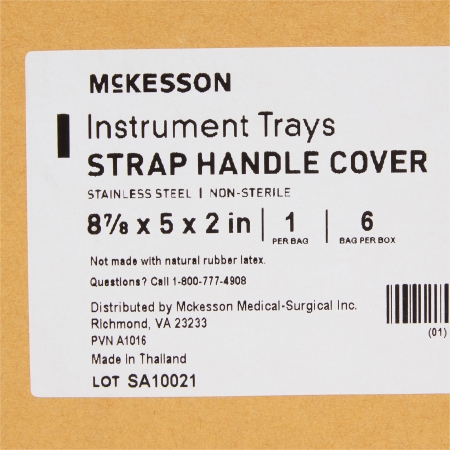 McKESSON
Instrument Trays
STRAP HANDLE COVER
STAINLESS STEEL | NON-STERILE
8 7/8 x 5 x 2 in | 1 PER BAG | 6 BAG PER BOX
Not made with natural rubber latex.
Questions? Call 1-800-777-4908
Distributed by Mckesson Medical-Surgical Inc.
Richmond, VA 23233
PVN A1016
Made in Thailand
LOT SA10021
(01)